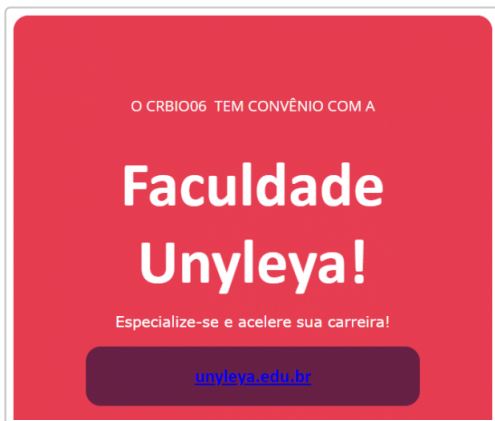 O CRBIO06 TEM CONVÊNIO COM A
Faculdade
Unyleya!
Especialize-se e acelere sua carreira!
unyleya.edu.br